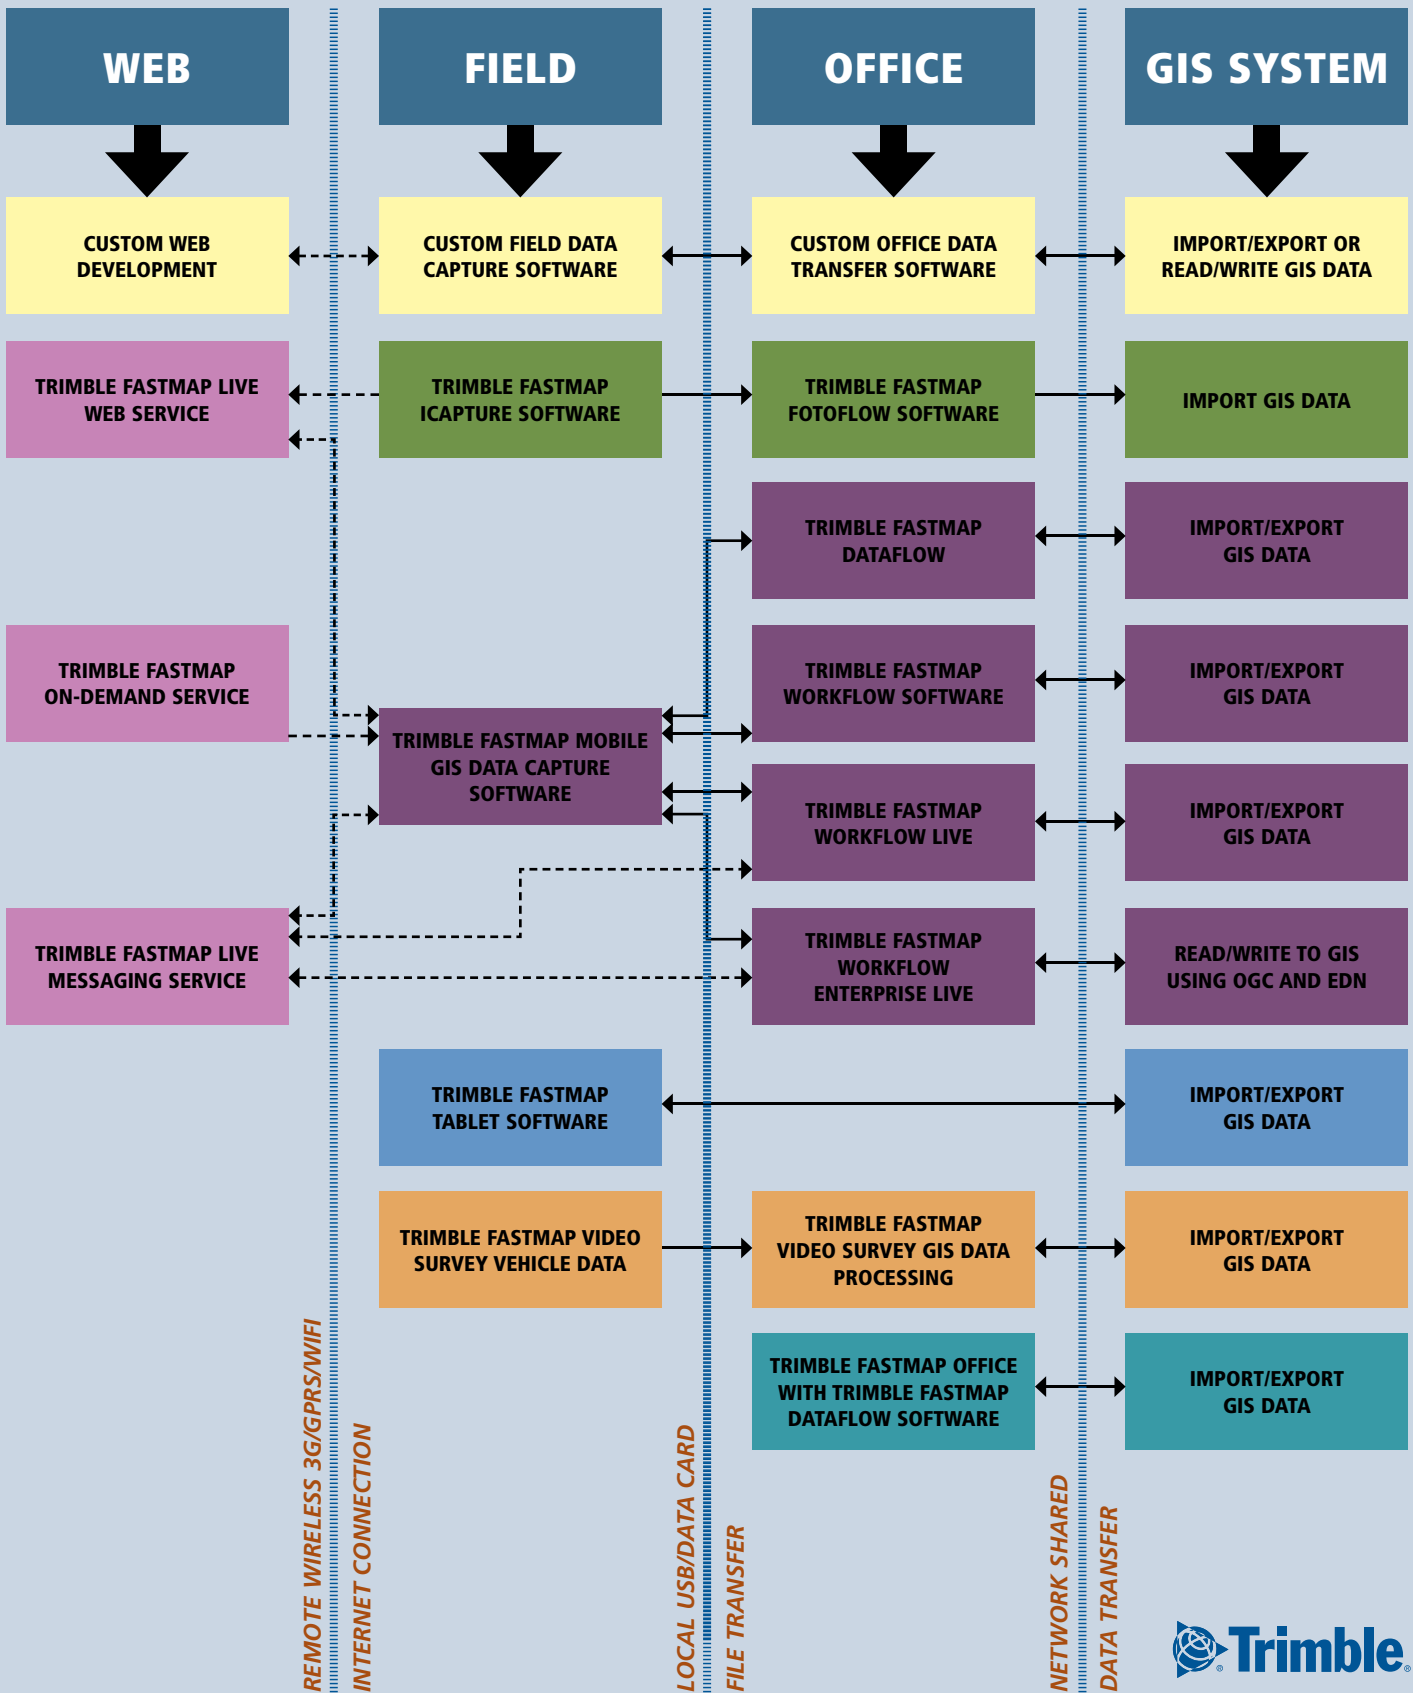 WEB
FIELD
OFFICE
GIS SYSTEM
CUSTOM WEB
DEVELOPMENT
CUSTOM FIELD DATA
CAPTURE SOFTWARE
CUSTOM OFFICE DATA
TRANSFER SOFTWARE
IMPORT/EXPORT OR
READ/WRITE GIS DATA
TRIMBLE FASTMAP LIVE
WEB SERVICE
TRIMBLE FASTMAP
ICAPTURE SOFTWARE
TRIMBLE FASTMAP
FOTOFLOW SOFTWARE
IMPORT GIS DATA
TRIMBLE FASTMAP
DATAFLOW
IMPORT/EXPORT
GIS DATA
TRIMBLE FASTMAP
ON-DEMAND SERVICE
TRIMBLE FASTMAP
WORKFLOW SOFTWARE
IMPORT/EXPORT
GIS DATA
TRIMBLE FASTMAP MOBILE
GIS DATA CAPTURE
SOFTWARE
TRIMBLE FASTMAP
WORKFLOW LIVE
IMPORT/EXPORT
GIS DATA
TRIMBLE FASTMAP LIVE
MESSAGING SERVICE
TRIMBLE FASTMAP
WORKFLOW
ENTERPRISE LIVE
READ/WRITE TO GIS
USING OGC AND EDN
TRIMBLE FASTMAP
TABLET SOFTWARE
IMPORT/EXPORT
GIS DATA
TRIMBLE FASTMAP VIDEO
SURVEY VEHICLE DATA
TRIMBLE FASTMAP
VIDEO SURVEY GIS DATA
PROCESSING
IMPORT/EXPORT
GIS DATA
TRIMBLE FASTMAP OFFICE
WITH TRIMBLE FASTMAP
DATAFLOW SOFTWARE
IMPORT/EXPORT
GIS DATA
REMOTE WIRELESS 3G/GPRS/WIFI
INTERNET CONNECTION
LOCAL USB/DATA CARD
FILE TRANSFER
NETWORK SHARED
DATA TRANSFER
Trimble®